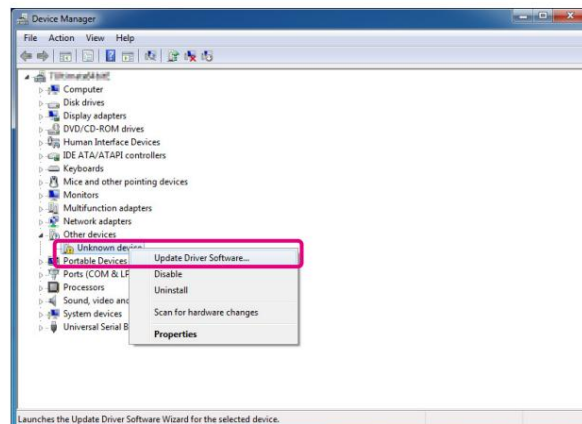 Device Manager
File Action View Help
Computer
Disk drives
Display adapters
DVD/CD-ROM drives
Human Interface Devices
IDE ATA/ATAPI controllers
Keyboards
Mice and other pointing devices
Monitors
Multifunction adapters
Network adapters
Other devices
Unknown device
Update Driver Software...
Portable Devices
Disable
Ports (COM & LP
Uninstall
Processors
Sound, video and
Scan for hardware changes
System devices
Universal Serial B
Properties
Launches the Update Driver Software Wizard for the selected device.